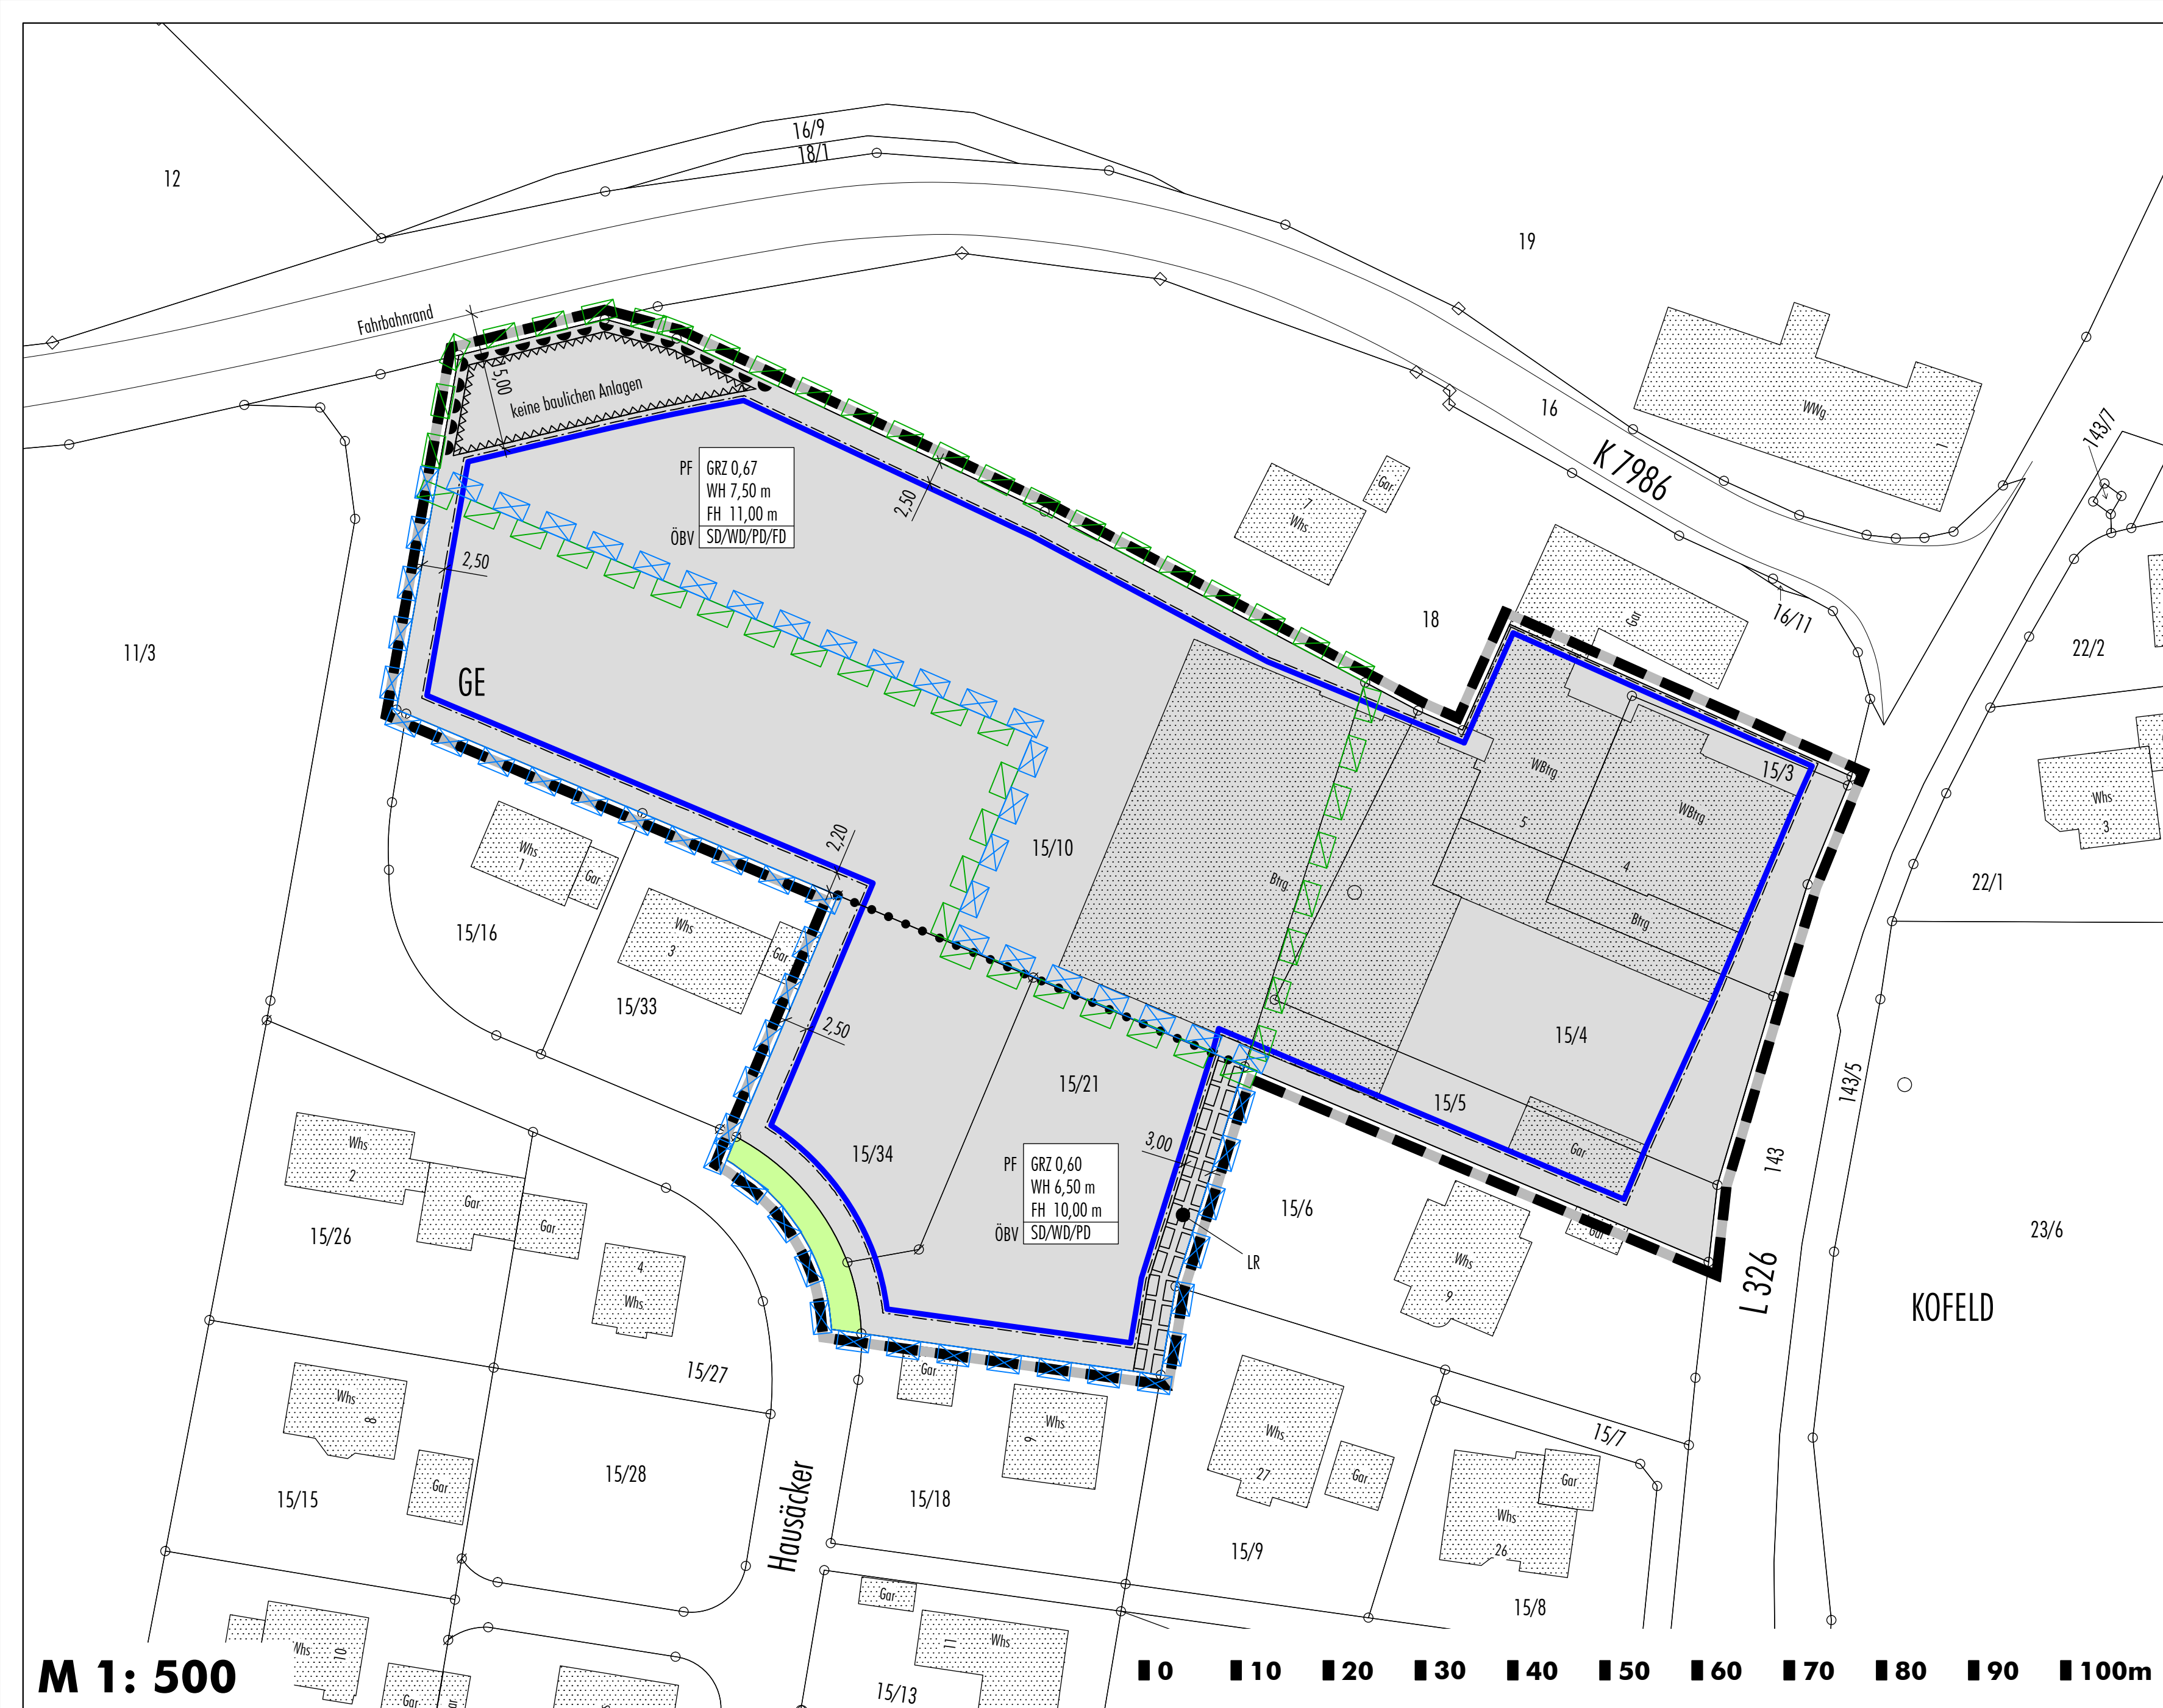 16/9
18/1
12
19
Fahrbahnrand
15,00
keine baulichen Anlagen
WWg
1
16
K 7986
143/7
PF
GRZ 0,67
WH 7,50 m
FH 11,00 m
ÖBV
SD/WD/PD/FD
2,50
7
Whs
Gar
2,50
18
Gar
16/11
22/2
11/3
GE
15/3
WBtrg
WBtrg
5
4
Whs
3
2,20
15/10
Whs
1
Gar
Btrg
Btrg
22/1
15/16
Whs
3
Gar
15/33
2,50
15/4
15/21
15/5
143/5
Whs
2
Gar
Gar
15/34
3,00
Gar
143
PF
GRZ 0,60
WH 6,50 m
FH 10,00 m
ÖBV
SD/WD/PD
15/6
15/26
4
Whs
LR
Gar
Whs
9
L 326
23/6
KOFELD
15/27
Gar
Whs
8
Whs
9
Whs
27
Gar
15/7
Gar
15/28
Gar
15/15
Hausäcker
15/18
Whs
26
15/9
Gar
15/8
Whs
10
11
Whs
M 1: 500
Gar
15/13
0 10 20 30 40 50 60 70 80 90 100m